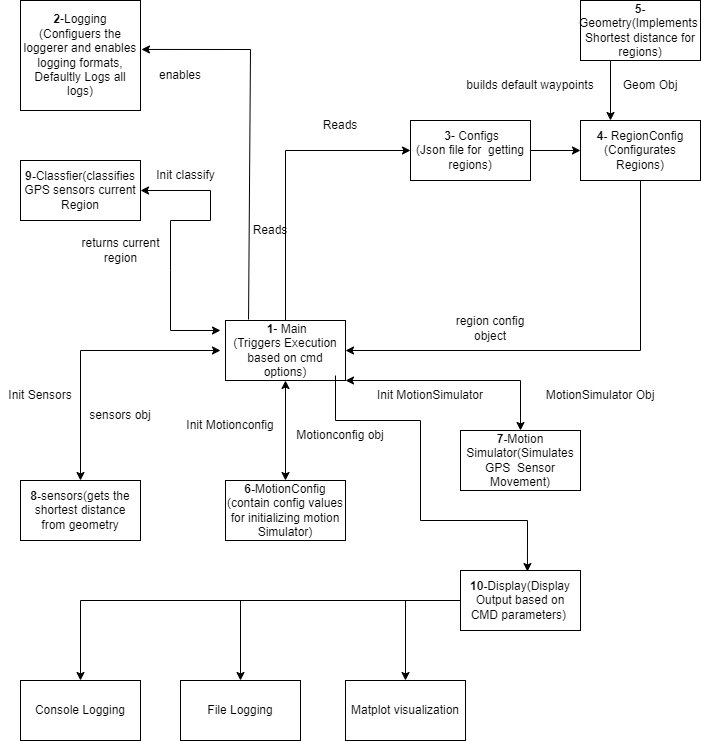 2-Logging
(Configuers the
loggerer and enables
logging formats,
Defaultly Logs all
logs)
5-
Geometry(Implements
Shortest distance for
regions)
enables
builds default waypoints
Geom Obj
Reads
3- Configs
(Json file for getting
regions)
4- RegionConfig
(Configurates
Regions)
9-Classfier(classifies
GPS sensors current
Region
Init classify
returns current
region
Reads
1- Main
(Triggers Execution
based on cmd
options)
region config
object
Init Sensors
sensors obj
Init Motionconfig
Motionconfig obj
Init MotionSimulator
MotionSimulator Obj
7-Motion
Simulator(Simulates
GPS Sensor
Movement)
8-sensors(gets the
shortest distance
from geometry
6-MotionConfig
(contain config values
for initializing motion
Simulator)
10-Display(Display
Output based on
CMD parameters)
Console Logging
File Logging
Matplot visualization